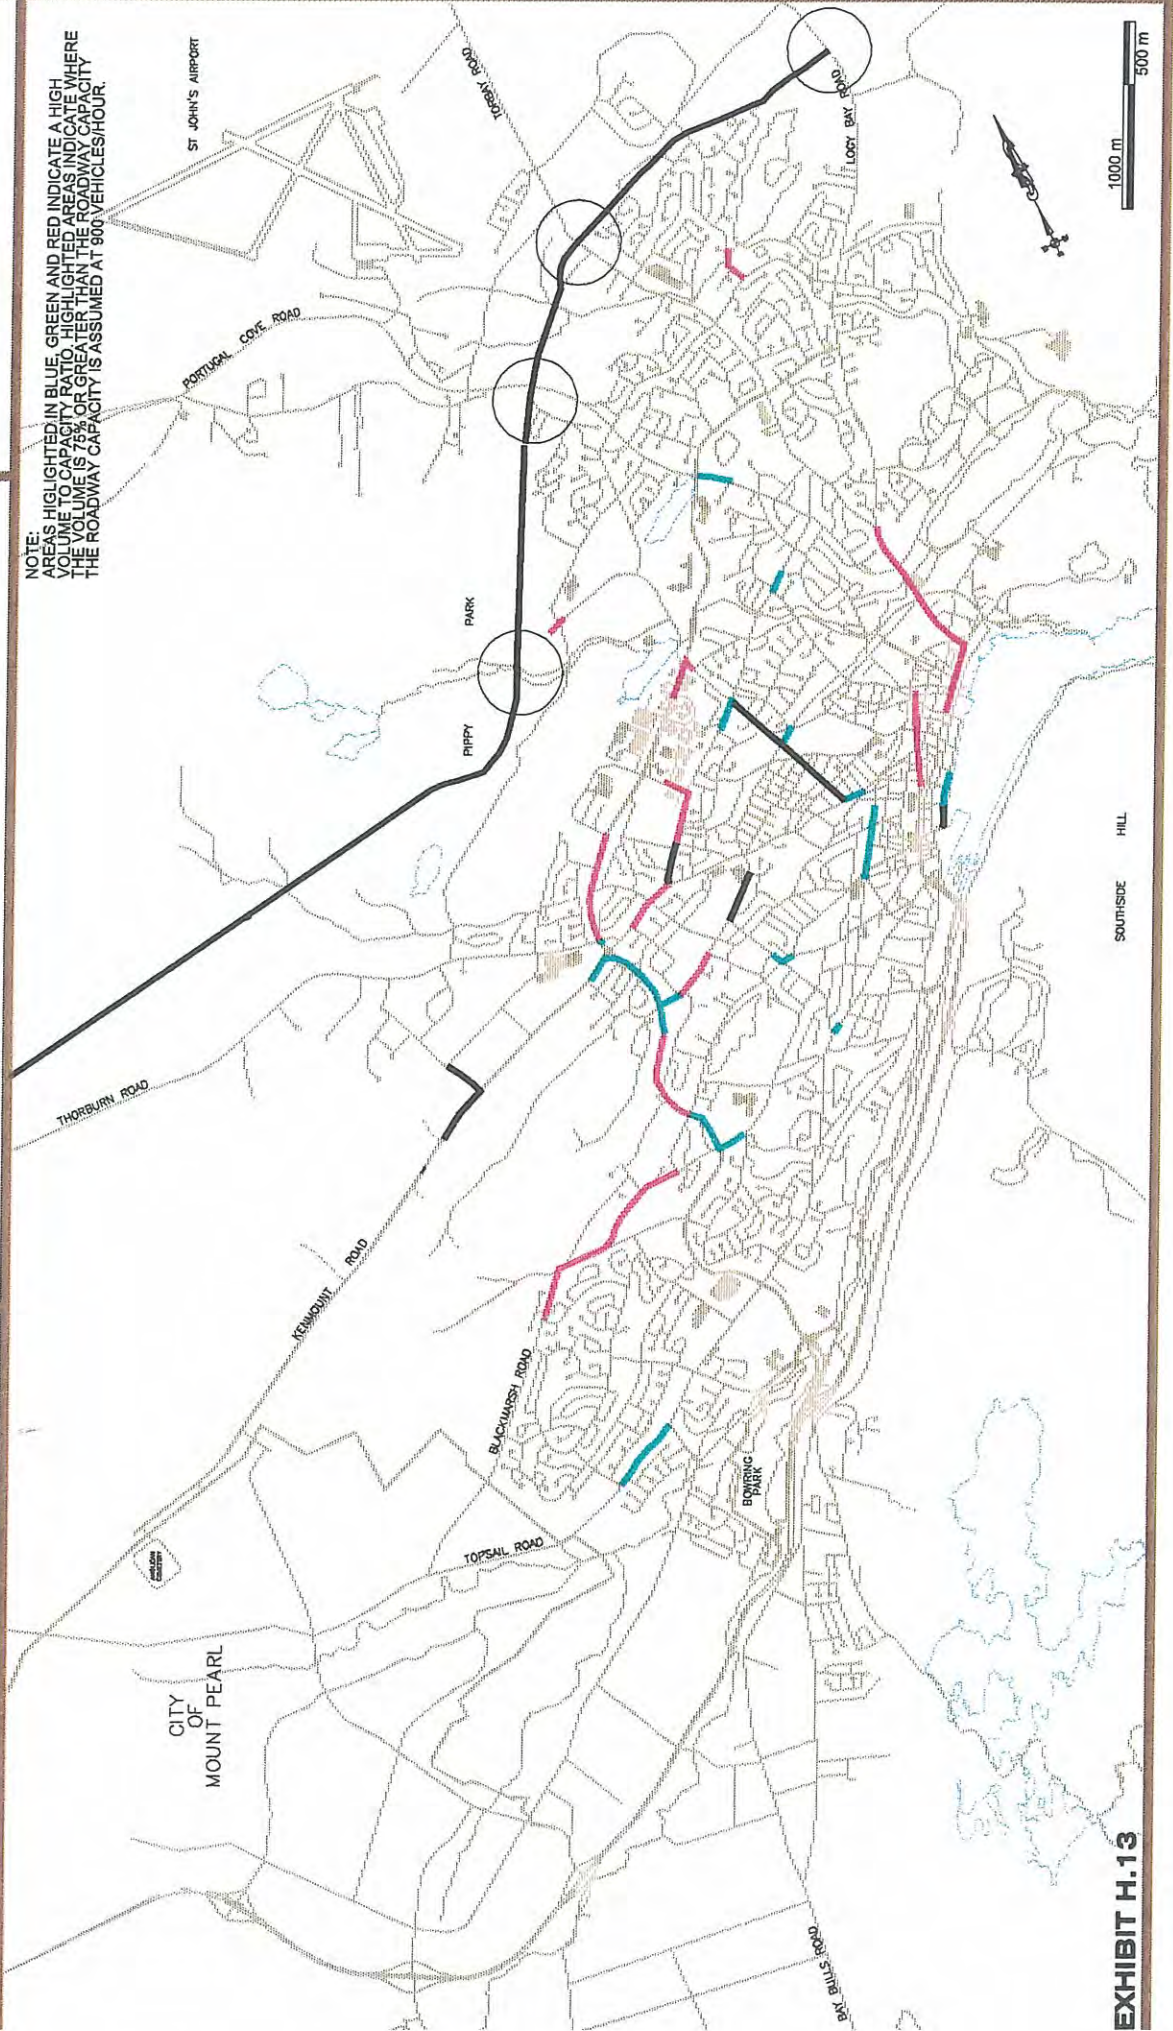 NOTE:
AREAS HIGLIGHTED IN BLUE, GREEN AND RED INDICATE A HIGH
VOLUME TO CAPACITY RATIO. HIGHLIGHTED AREAS INDICATE WHERE
THE VOLUME IS 75% OR GREATER THAN THE ROADWAY CAPACITY
THE ROADWAY CAPACITY IS ASSUMED AT 900 VEHICLES/HOUR.
ST JOHN'S AIRPORT
TORBAY ROAD
LOGY BAY ROAD
1000 m
500 m
PORTUGAL COVE ROAD
PIPPY PARK
SOUTHSIDE HILL
THORBURN ROAD
KENMOUNT ROAD
BLACKMARSH ROAD
BOWRING
PARK
TOPSAIL ROAD
CITY
OF
MOUNT PEARL
BAY BULLS ROAD
EXHIBIT H.13